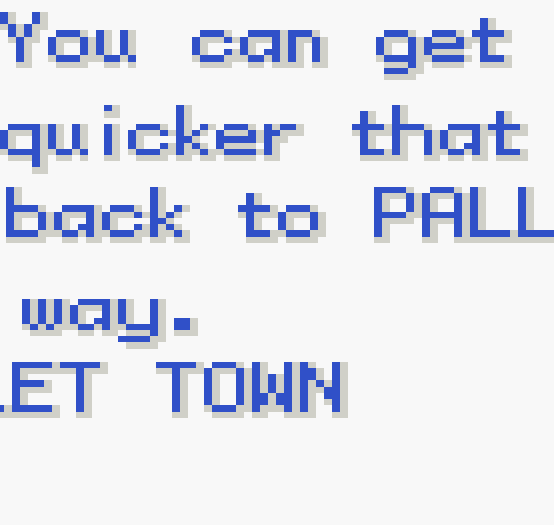 You can get
quicker that
back to PALL
way.
LET TOWN